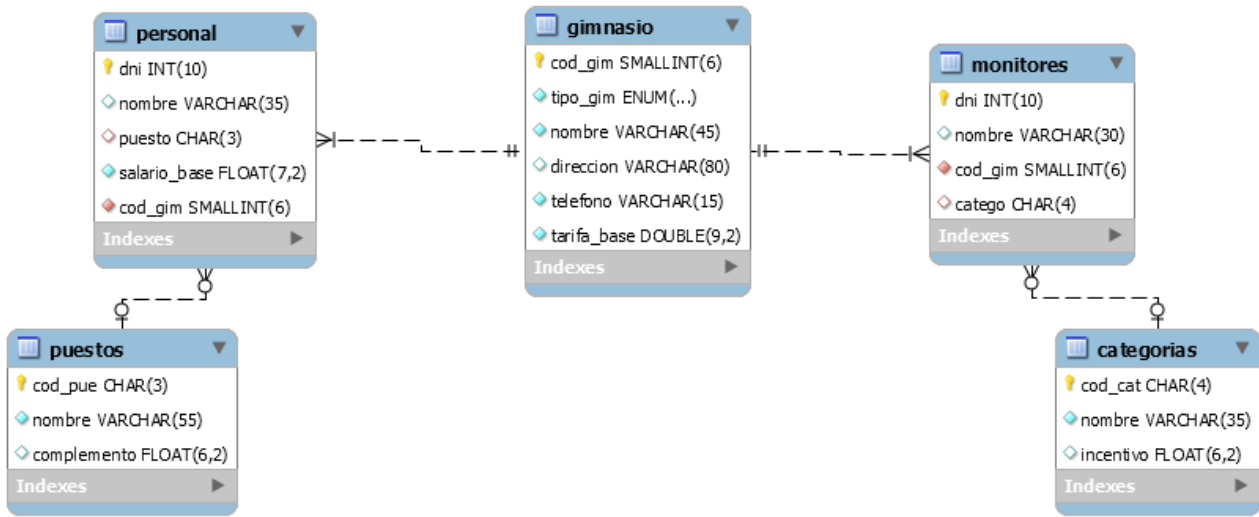 personal
dni INT(10)
nombre VARCHAR(35)
puesto CHAR(3)
salario_base FLOAT(7,2)
cod_gim SMALLINT(6)
Indexes
gimnasio
cod_gim SMALLINT(6)
tipo_gim ENUM(...)
nombre VARCHAR(45)
direccion VARCHAR(80)
telefono VARCHAR(15)
tarifa_base DOUBLE(9,2)
Indexes
monitores
dni INT(10)
nombre VARCHAR(30)
cod_gim SMALLINT(6)
catego CHAR(4)
Indexes
puestos
cod_pue CHAR(3)
nombre VARCHAR(55)
complemento FLOAT(6,2)
Indexes
categorias
cod_cat CHAR(4)
nombre VARCHAR(35)
incentivo FLOAT(6,2)
Indexes